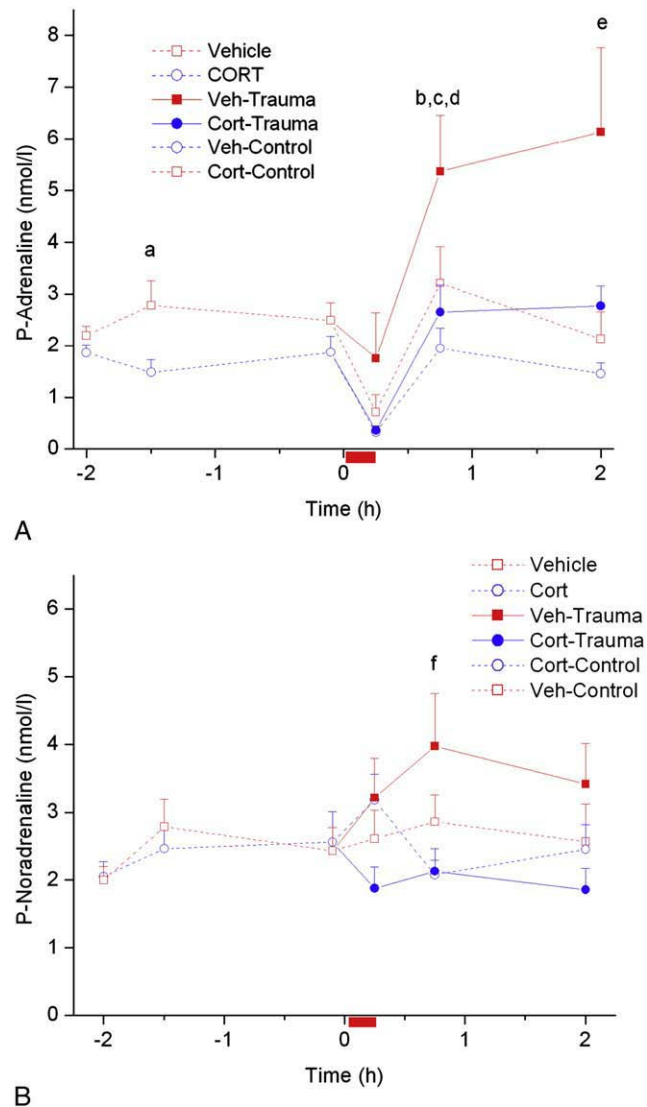 8
7
6
5
4
3
2
1
0
P-Adrenaline (nmol/l)
Vehicle
CORT
Veh-Trauma
Cort-Trauma
Veh-Control
Cort-Control
a
b,c,d
e
-2
-1
0
1
2
Time (h)
A
6
5
4
3
2
1
0
P-Noradrenaline (nmol/l)
Vehicle
Cort
Veh-Trauma
Cort-Trauma
Cort-Control
Veh-Control
f
-2
-1
0
1
2
Time (h)
B